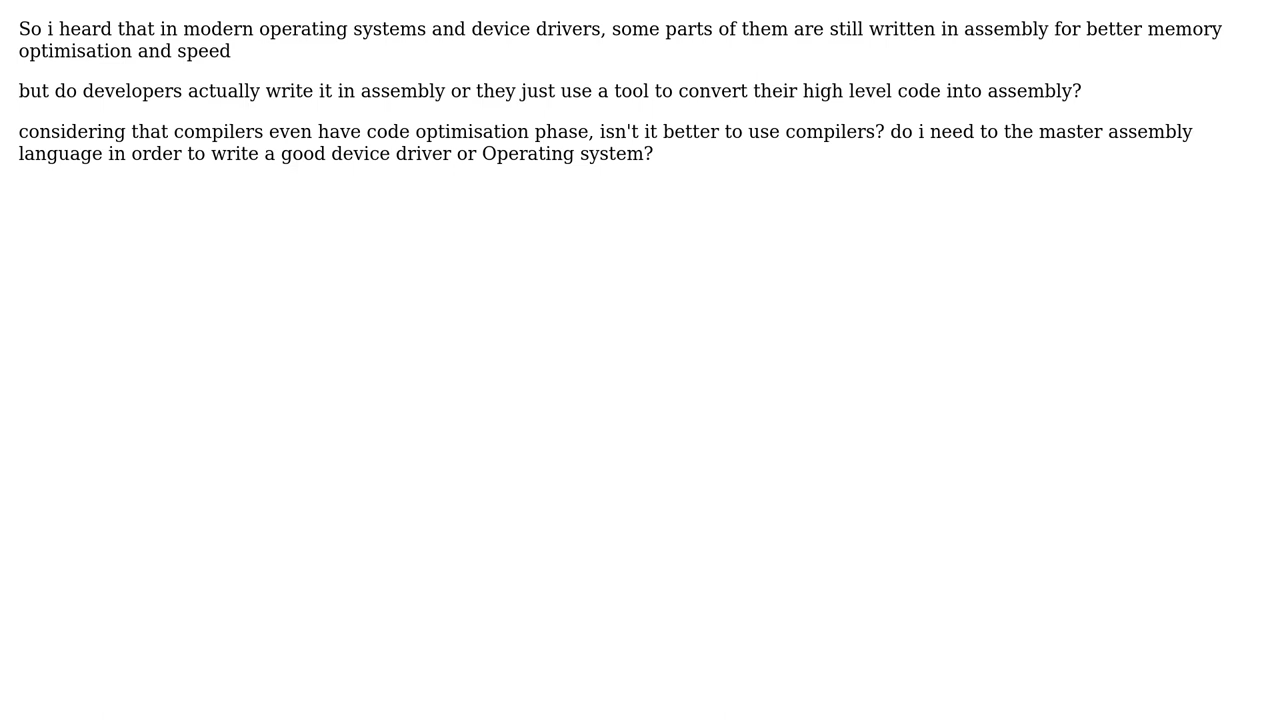 So i heard that in modern operating systems and device drivers, some parts of them are still written in assembly for better memory
optimisation and speed
but do developers actually write it in assembly or they just use a tool to convert their high level code into assembly?
considering that compilers even have code optimisation phase, isn't it better to use compilers? do i need to the master assembly
language in order to write a good device driver or Operating system?